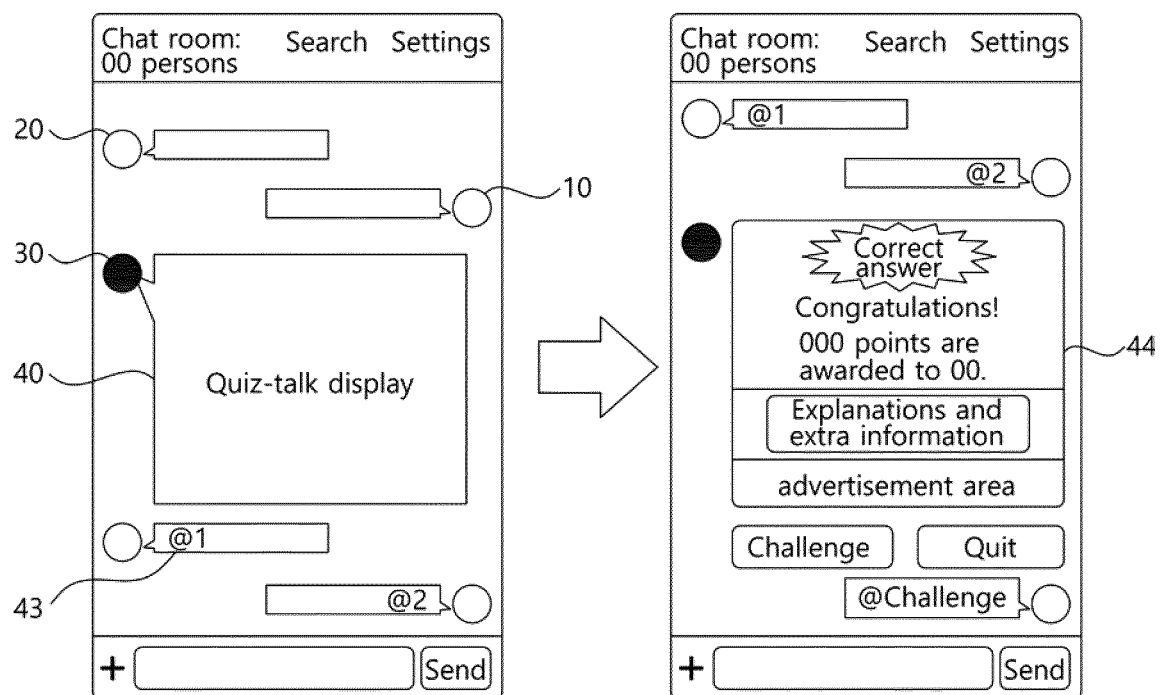 Chat room:
00 persons
Search
Settings
20
10
30
40
Quiz-talk display
@1
43
@2
+
Send
Chat room:
00 persons
Search
Settings
@1
@2
Correct
answer
Congratulations!
000 points are
awarded to 00.
44
Explanations and
extra information
advertisement area
Challenge
Quit
@Challenge
+
Send